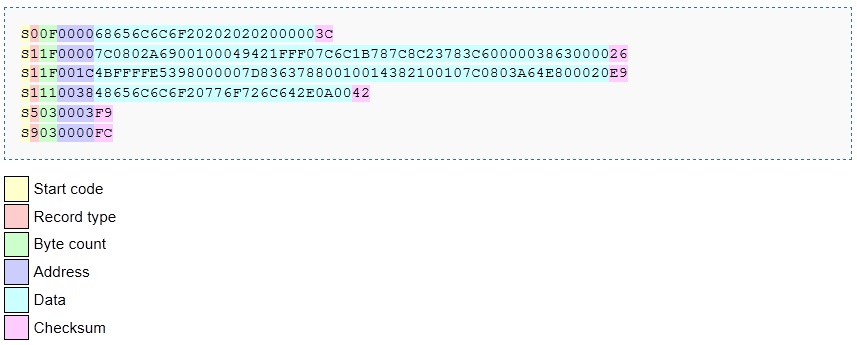 S00F000068656C6C6F202020202000003C
S11F00007C0802A6900100049421FFF07C6C1B787C8C23783C6000003863000026
S11F001C4BFFFFE5398000007D83637880010014382100107C0803A64E800020E9
S111003848656C6C6F20776F726C642E0A0042
S5030003F9
S9030000FC
Start code
Record type
Byte count
Address
Data
Checksum